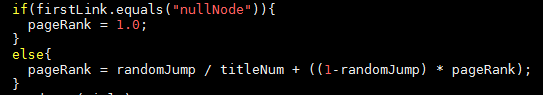 if(firstLink.equals("nullNode")){
  pageRank = 1.0;
}
else{
  pageRank = randomJump / titleNum + ((1-randomJump) * pageRank);
}